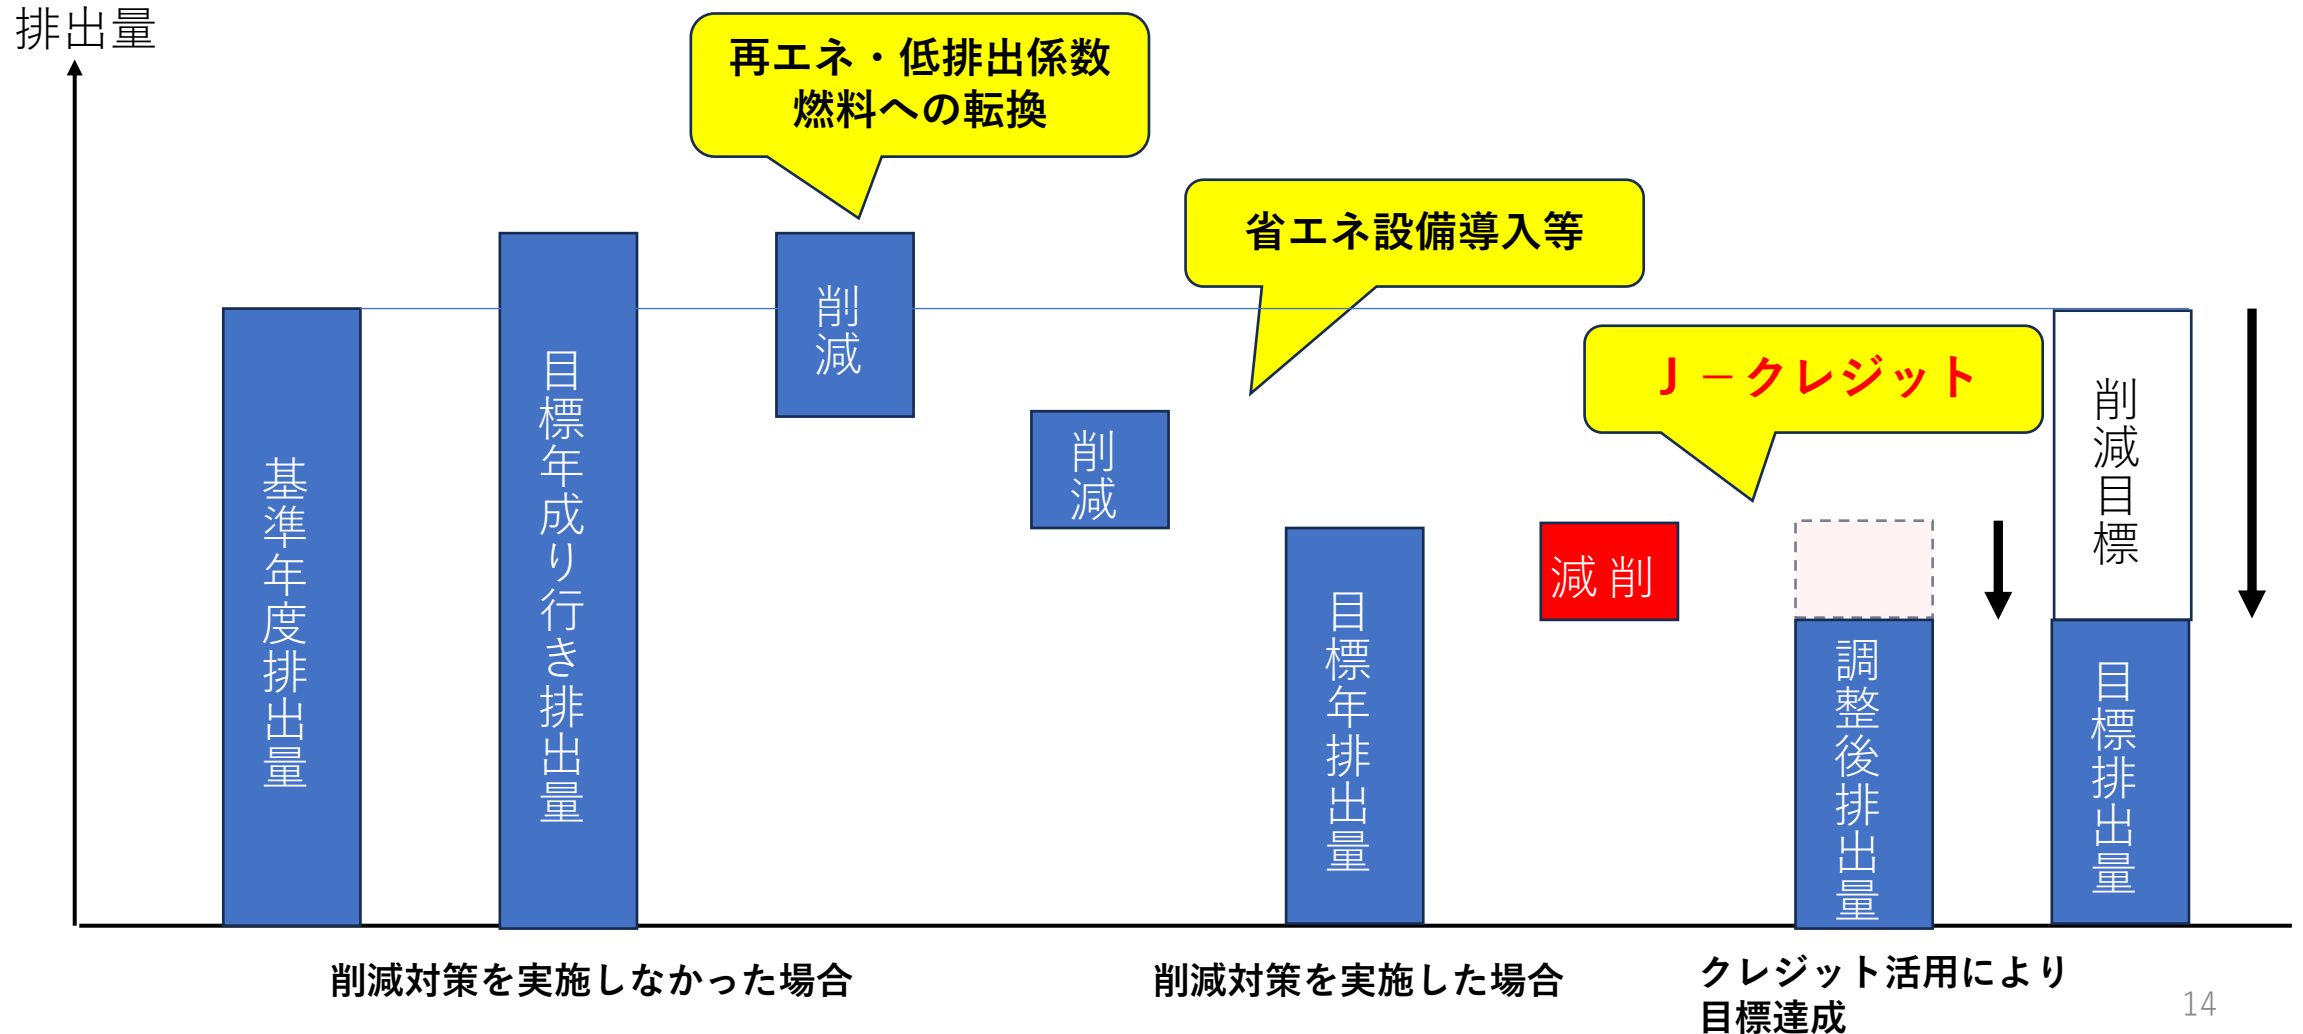 排出量
再エネ・低排出係数
燃料への転換
省エネ設備導入等
J－クレジット
基準年度排出量
目標年成り行き排出量
削減
削減
目標年排出量
減 削
調整後排出量
削減目標
目標排出量
削減対策を実施しなかった場合
削減対策を実施した場合
クレジット活用により
目標達成
14